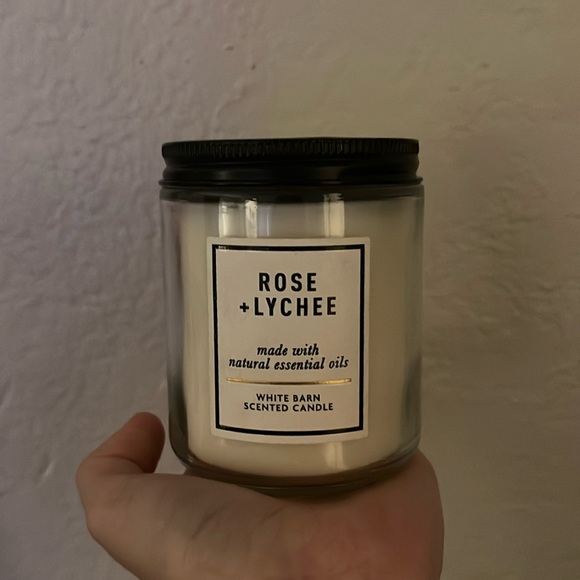 ROSE
+LYCHEE
made with
natural essential oils
WHITE BARN
SCENTED CANDLE